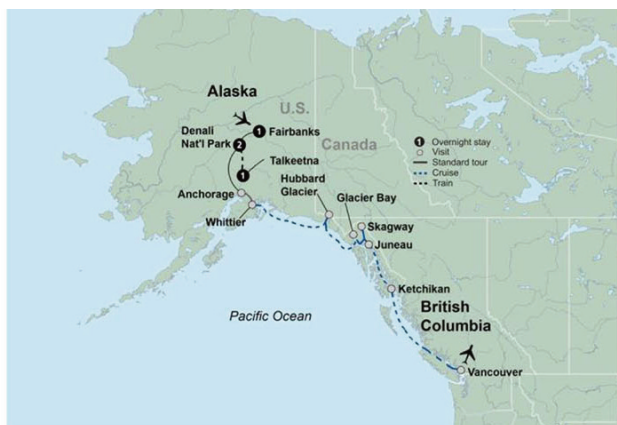 Alaska
U.S.
Denali
Nat'l Park
2
1
Fairbanks
Canada
1
Talkeetna
Hubbard
Glacier
Glacier Bay
Anchorage
Whittier
Skagway
Juneau
1 Overnight stay
Visit
Standard tour
Cruise
Train
Ketchikan
Pacific Ocean
British
Columbia
Vancouver